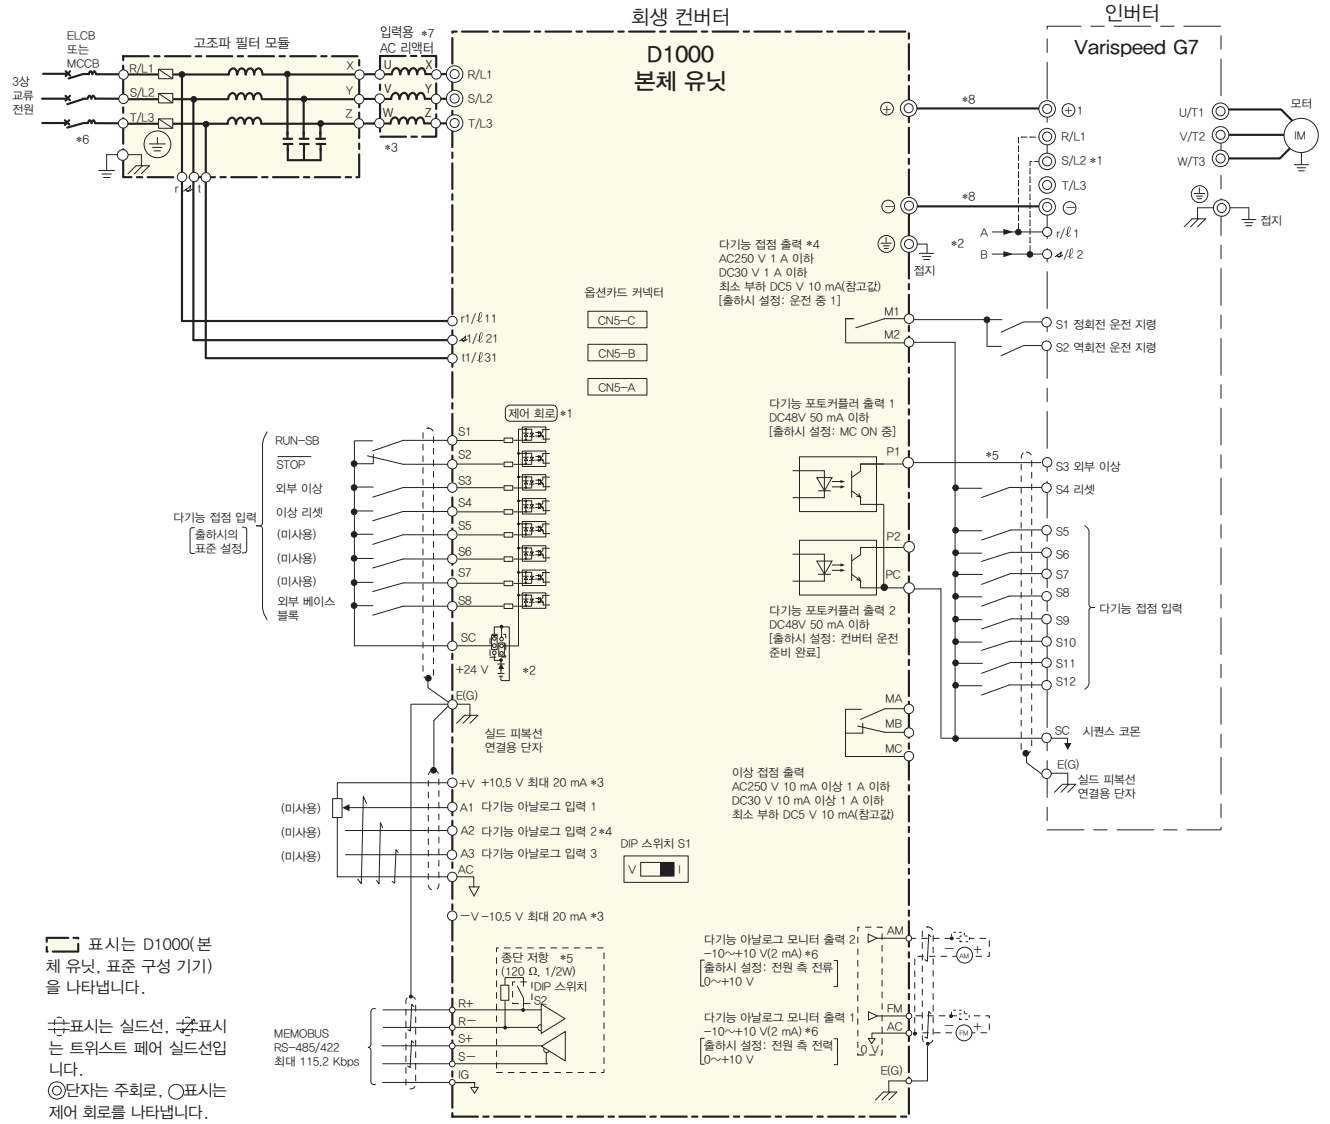 회생 컨버터
인버터
ELCB
또는
MCCB
고조파 필터 모듈
입력용 *7
AC 리액터
D1000
본체 유닛
Varispeed G7
3상
교류
전원
*6
R/L1
S/L2
T/L3
X
Y
Z
U X
V Y
W Z
*3
R/L1
S/L2
T/L3
r 𝓈 t
⊕
*8
⊕1
R/L1
S/L2 *1
T/L3
⊖
*8
⊖
U/T1
V/T2
W/T3
모터
IM
접지
접지
*2
A
r/ℓ1
B
𝓈/ℓ2
다기능 접점 출력 *4
AC250 V 1 A 이하
DC30 V 1 A 이하
최소 부하 DC5 V 10 mA(참고값)
[출하시 설정: 운전 중 1]
옵션카드 커넥터
CN5-C
CN5-B
CN5-A
r1/ℓ11
𝓈1/ℓ21
t1/ℓ31
M1
M2
S1 정회전 운전 지령
S2 역회전 운전 지령
제어 회로 *1
다기능 포토커플러 출력 1
DC48V 50 mA 이하
[출하시 설정: MC ON 중]
P1
*5
S3 외부 이상
S4 리셋
S5
S6
S7
S8
S9
S10
S11
S12
다기능 접점 입력
P2
PC
다기능 포토커플러 출력 2
DC48V 50 mA 이하
[출하시 설정: 컨버터 운전
준비 완료]
다기능 접점 입력
[출하시의
표준 설정]
RUN-SB
STOP
외부 이상
이상 리셋
(미사용)
(미사용)
(미사용)
외부 베이스
블록
S1
S2
S3
S4
S5
S6
S7
S8
SC
+24 V
*2
E(G)
실드 피복선
연결용 단자
MA
MB
MC
SC 시퀀스 코몬
E(G)
실드 피복선
연결용 단자
이상 접점 출력
AC250 V 10 mA 이상 1 A 이하
DC30 V 10 mA 이상 1 A 이하
최소 부하 DC5 V 10 mA(참고값)
(미사용)
(미사용)
(미사용)
+V +10.5 V 최대 20 mA *3
A1 다기능 아날로그 입력 1
A2 다기능 아날로그 입력 2*4
A3 다기능 아날로그 입력 3
AC
-V -10.5 V 최대 20 mA *3
DIP 스위치 S1
V I
다기능 아날로그 모니터 출력 2
-10~+10 V(2 mA) *6
[출하시 설정: 전원 측 전류
0~+10 V]
AM
- AM +
다기능 아날로그 모니터 출력 1
-10~+10 V(2 mA) *6
[출하시 설정: 전원 측 전력
0~+10 V]
FM
AC
0 V
- FM +
E(G)
종단 저항 *5
(120 Ω, 1/2W)
DIP 스위치
S2
MEMOBUS
RS-485/422
최대 115.2 Kbps
R+
R-
S+
S-
IG
표시는 D1000(본
체 유닛, 표준 구성 기기)
을 나타냅니다.
표시는 실드선, 표시
는 트위스트 페어 실드선입
니다.
◎단자는 주회로, ○표시는
제어 회로를 나타냅니다.